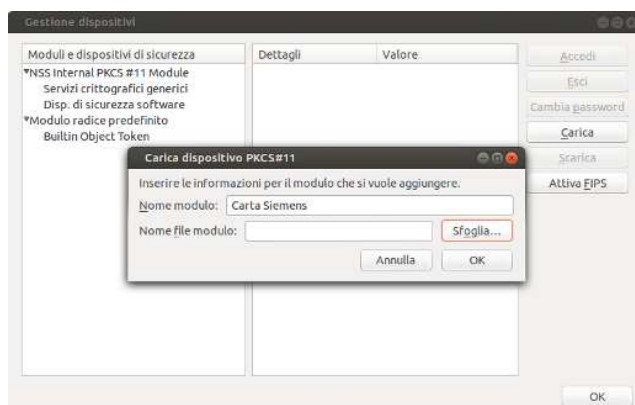 Gestione dispositivi
Moduli e dispositivi di sicurezza
Dettagli
Valore
NSS Internal PKCS #11 Module
Servizi crittografici generici
Disp. di sicurezza software
Modulo radice predefinito
Builtin Object Token
Accedi
Esci
Cambia password
Carica
Scarica
Attiva FIPS
Carica dispositivo PKCS#11
Inserire le informazioni per il modulo che si vuole aggiungere.
Nome modulo: Carta Siemens
Nome file modulo: Sfoglia...
Annulla OK
OK